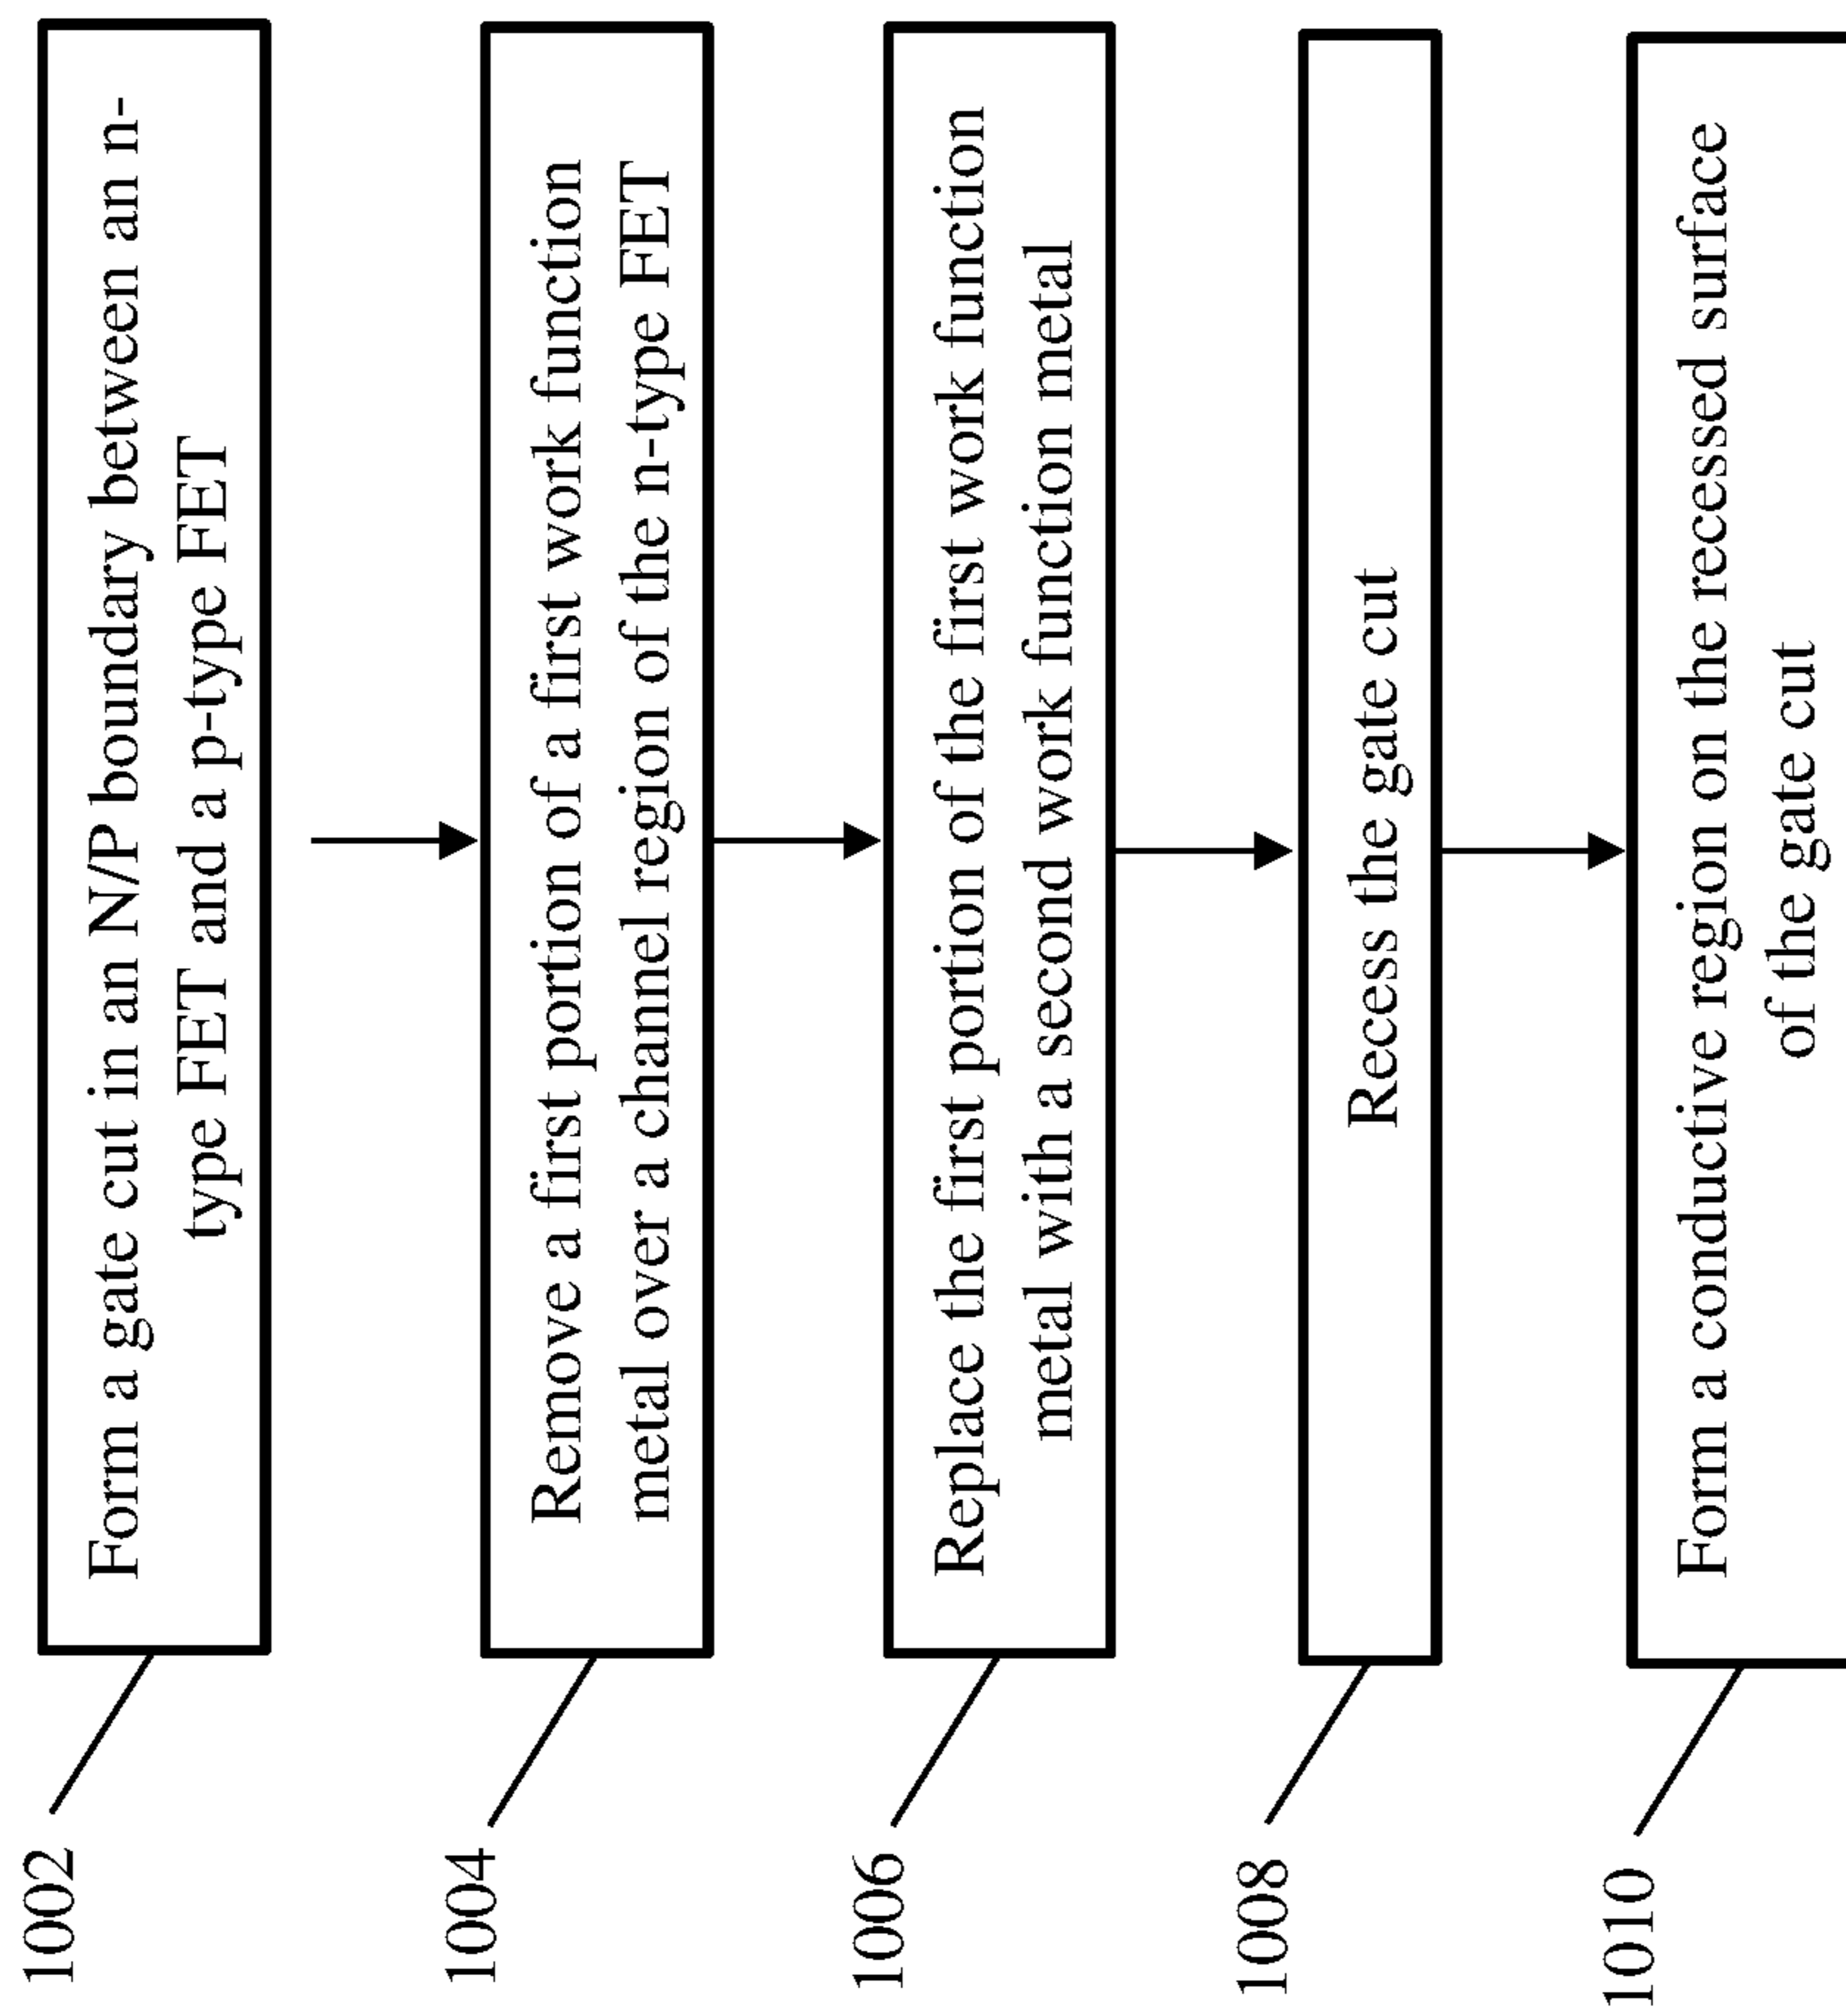 1002
Form a gate cut in an N/P boundary between an n-
type FET and a p-type FET
1004
Remove a first portion of a first work function
metal over a channel region of the n-type FET
1006
Replace the first portion of the first work function
metal with a second work function metal
1008
Recess the gate cut
1010
Form a conductive region on the recessed surface
of the gate cut